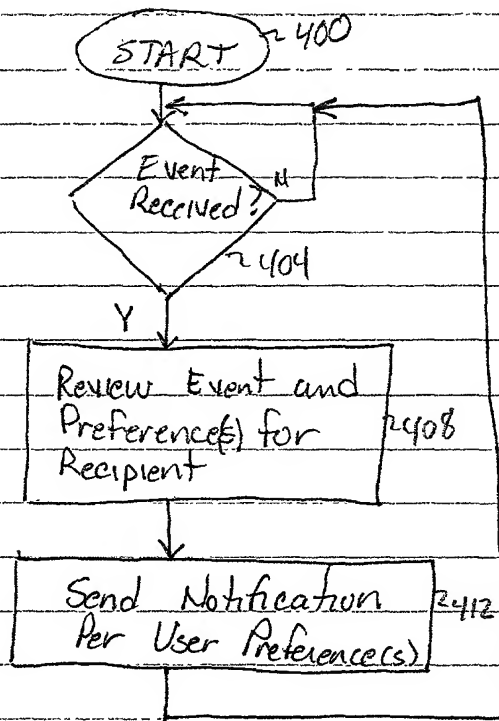 START ~400
Event
Received? N
~404
Y
Review Event and
Preference(s) for ~408
Recipient
Send Notification ~412
Per User Preference(s)